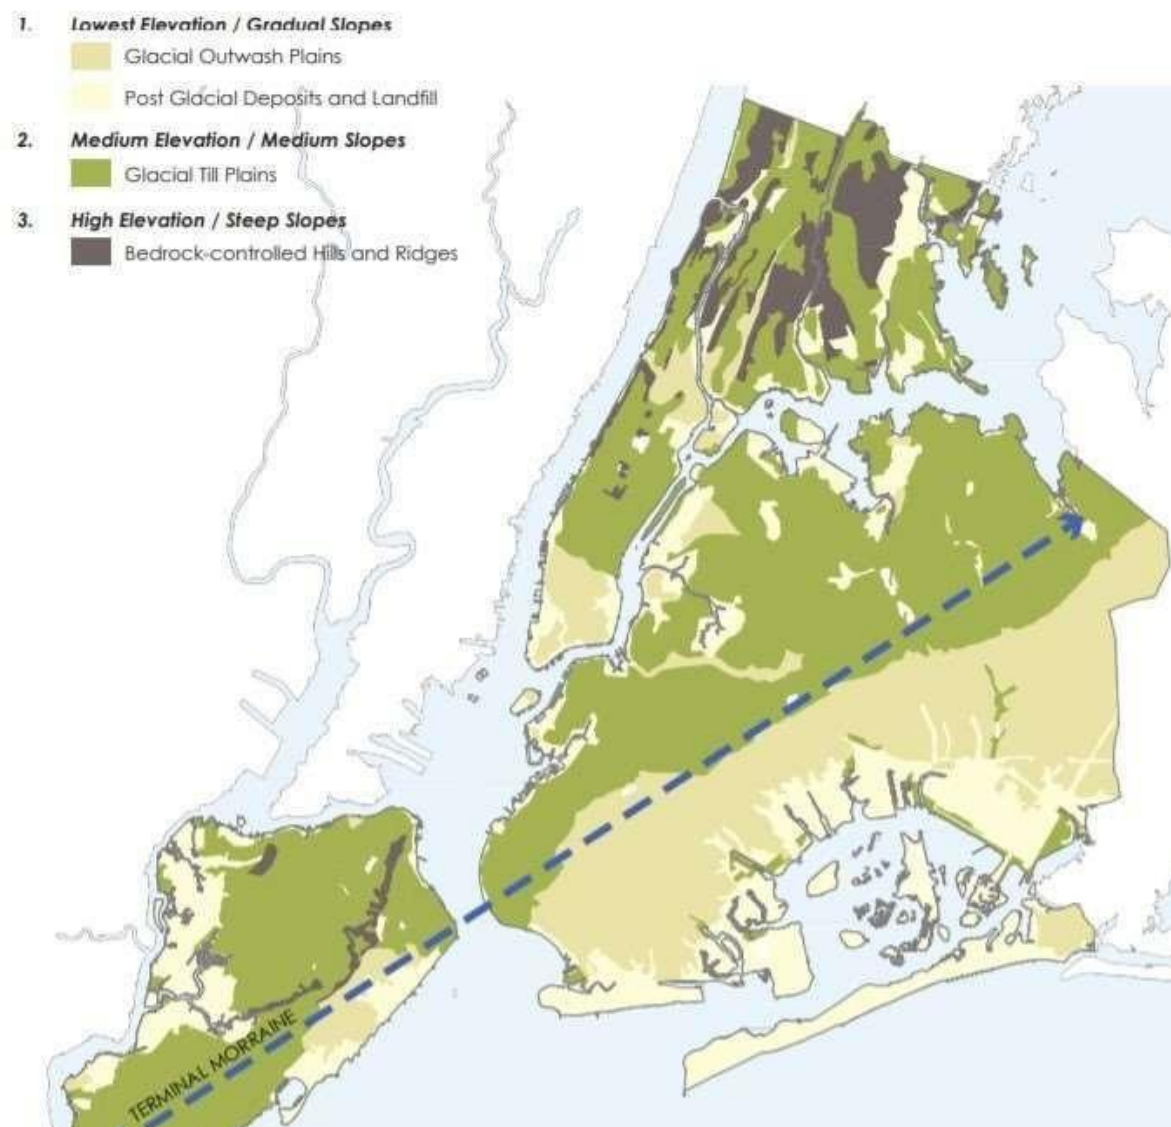 1. Lowest Elevation / Gradual Slopes
Glacial Outwash Plains
Post Glacial Deposits and Landfill
2. Medium Elevation / Medium Slopes
Glacial Till Plains
3. High Elevation / Steep Slopes
Bedrock-controlled Hills and Ridges
TERMINAL MORRAINE